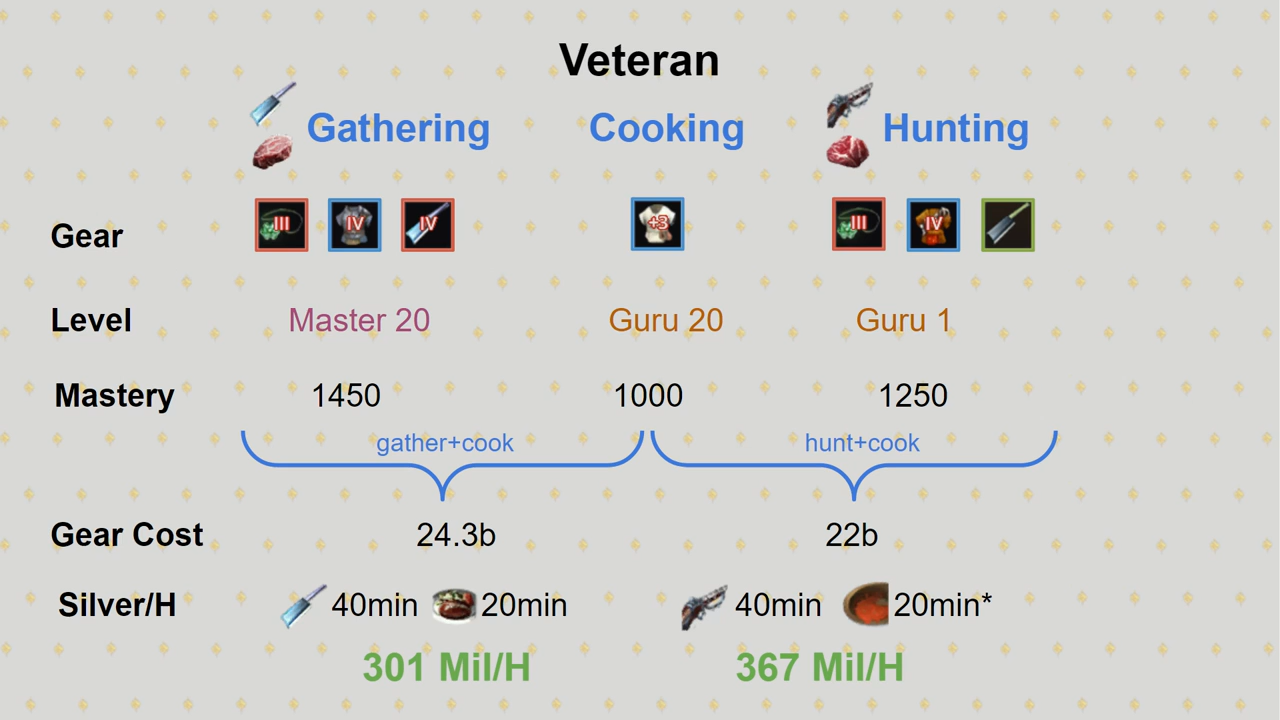 Veteran
Gathering Cooking Hunting
Gear III IV IV +3 III IV
Level Master 20 Guru 20 Guru 1
Mastery 1450 1000 1250
gather+cook hunt+cook
Gear Cost 24.3b 22b
Silver/H 40min 20min 40min 20min*
301 Mil/H 367 Mil/H